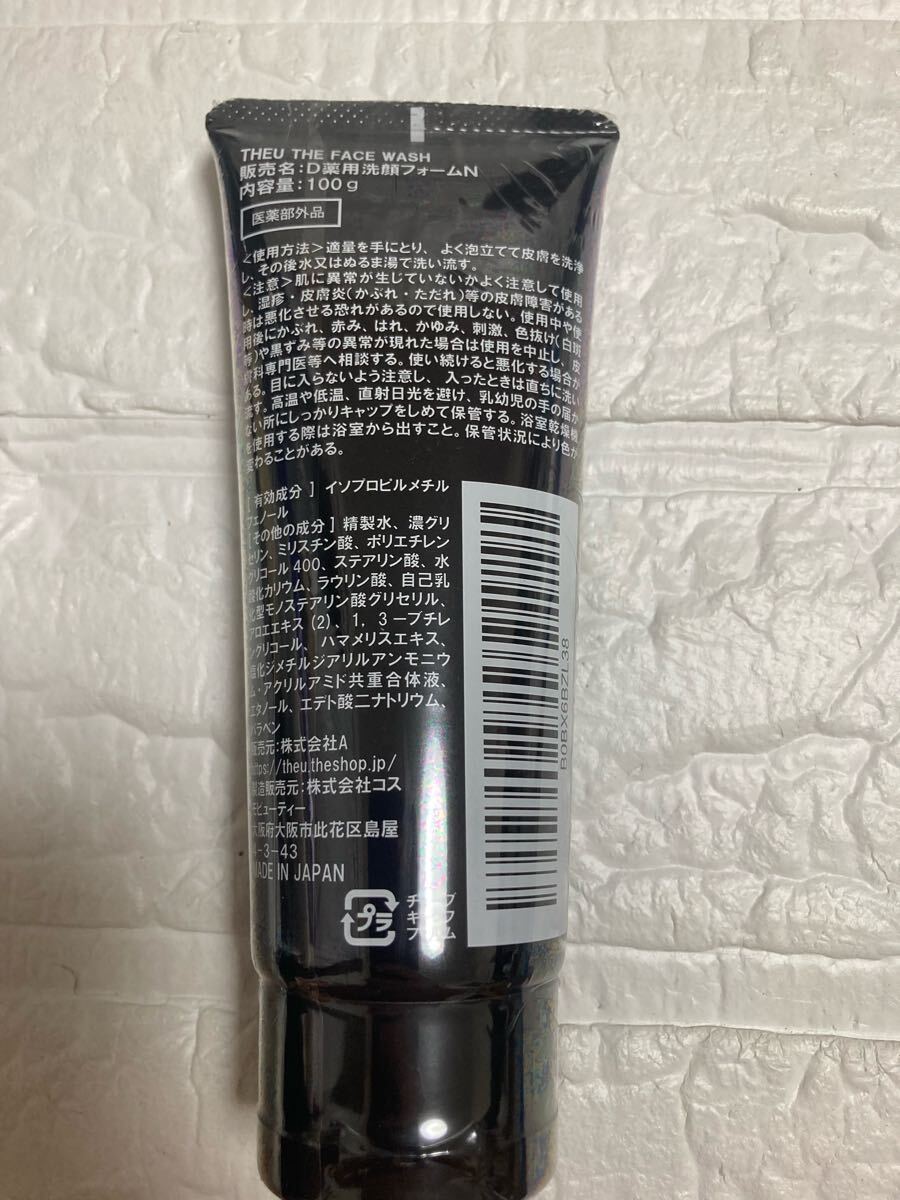 THEU THE FACE WASH
販売名：D薬用洗顔フォームN
内容量：100g
医薬部外品
＜使用方法＞適量を手にとり、よく泡立てて皮膚を洗浄
し、その後水又はぬるま湯で洗い流す。
＜注意＞肌に異常が生じていないかよく注意して使用
し、湿疹・皮膚炎(かぶれ・ただれ)等の皮膚障害がある
時は悪化させる恐れがあるので使用しない。使用中や使
用後にかぶれ、赤み、はれ、かゆみ、刺激、色抜け(白斑
等)や黒ずみ等の異常が現れた場合は使用を中止し、皮
膚科専門医等へ相談する。使い続けると悪化する場合が
ある。目に入らないよう注意し、入ったときは直ちに洗い
流す。高温や低温、直射日光を避け、乳幼児の手の届か
ない所にしっかりキャップをしめて保管する。浴室乾燥機
を使用する際は浴室から出すこと。保管状況により色が
変わることがある。
[有効成分] イソプロピルメチル
フェノール
[その他の成分] 精製水、濃グリ
セリン、ミリスチン酸、ポリエチレン
グリコール400、ステアリン酸、水
酸化カリウム、ラウリン酸、自己乳
化型モノステアリン酸グリセリル、
アロエエキス(2)、1，3－ブチレ
ングリコール、ハマメリスエキス、
塩化ジメチルジアリルアンモニウ
ム・アクリルアミド共重合体液、
エタノール、エデト酸二ナトリウム、
パラベン
販売元：株式会社A
https://theu.theshop.jp/
製造販売元：株式会社コス
モビューティー
大阪府大阪市此花区島屋
4－3－43
MADE IN JAPAN
プラ
チューブ
キャップ
フィルム
B0BX6BZL38